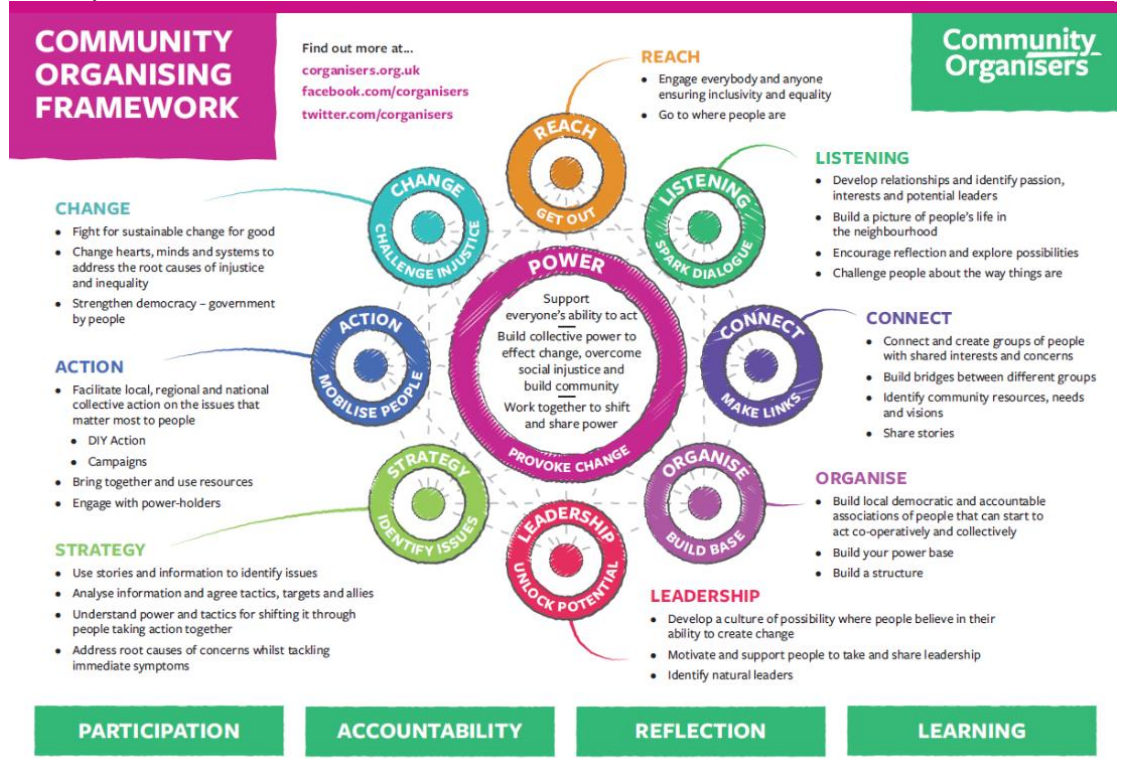 COMMUNITY
ORGANISING
FRAMEWORK
Find out more at...
corganisers.org.uk
facebook.com/corganisers
twitter.com/corganisers
Community
Organisers
REACH
• Engage everybody and anyone
ensuring inclusivity and equality
• Go to where people are
LISTENING
• Develop relationships and identify passion,
interests and potential leaders
• Build a picture of people's life in
the neighbourhood
• Encourage reflection and explore possibilities
• Challenge people about the way things are
CONNECT
• Connect and create groups of people
with shared interests and concerns
• Build bridges between different groups
• Identify community resources, needs
and visions
• Share stories
ORGANISE
• Build local democratic and accountable
associations of people that can start to
act co-operatively and collectively
• Build your power base
• Build a structure
LEADERSHIP
• Develop a culture of possibility where people believe in their
ability to create change
• Motivate and support people to take and share leadership
• Identify natural leaders
STRATEGY
• Use stories and information to identify issues
• Analyse information and agree tactics, targets and allies
• Understand power and tactics for shifting it through
people taking action together
• Address root causes of concerns whilst tackling
immediate symptoms
ACTION
• Facilitate local, regional and national
collective action on the issues that
matter most to people
• DIY Action
• Campaigns
• Bring together and use resources
• Engage with power-holders
CHANGE
• Fight for sustainable change for good
• Change hearts, minds and systems to
address the root causes of injustice
and inequality
• Strengthen democracy – government
by people
REACH
GET OUT
LISTENING
SPARK DIALOGUE
CONNECT
MAKE LINKS
ORGANISE
BUILD BASE
LEADERSHIP
UNLOCK POTENTIAL
STRATEGY
IDENTIFY ISSUES
ACTION
MOBILISE PEOPLE
CHANGE
CHALLENGE INJUSTICE
POWER
Support
everyone's ability to act
Build collective power to
effect change, overcome
social injustice and
build community
Work together to shift
and share power
PROVOKE CHANGE
PARTICIPATION
ACCOUNTABILITY
REFLECTION
LEARNING